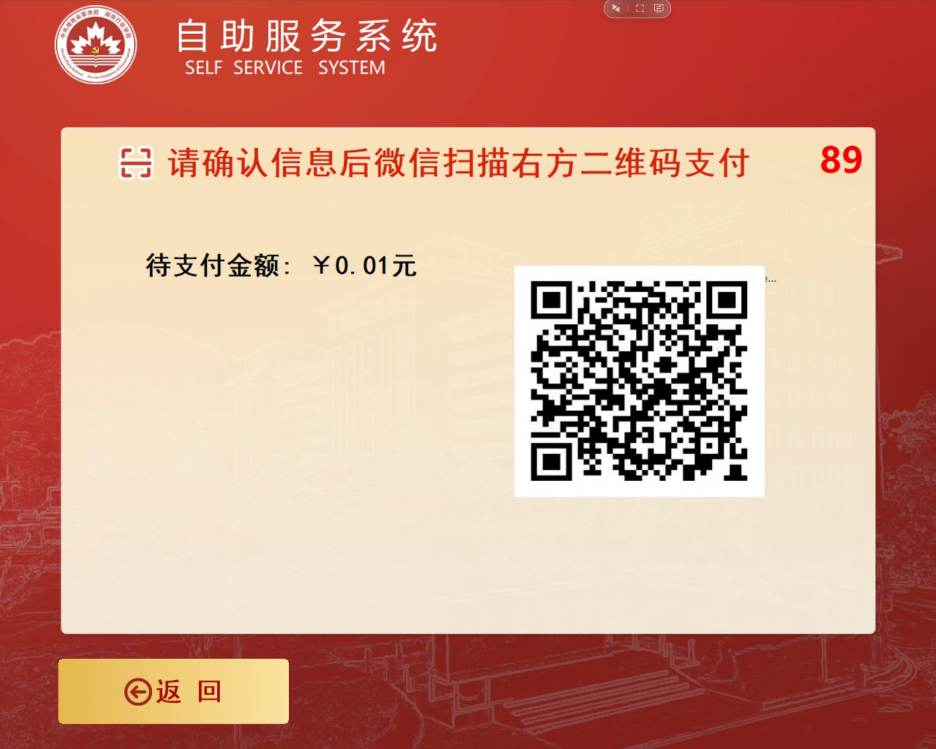 自助服务系统
SELF SERVICE SYSTEM
请确认信息后微信扫描右方二维码支付
89
待支付金额：￥0.01元
e...
返 回